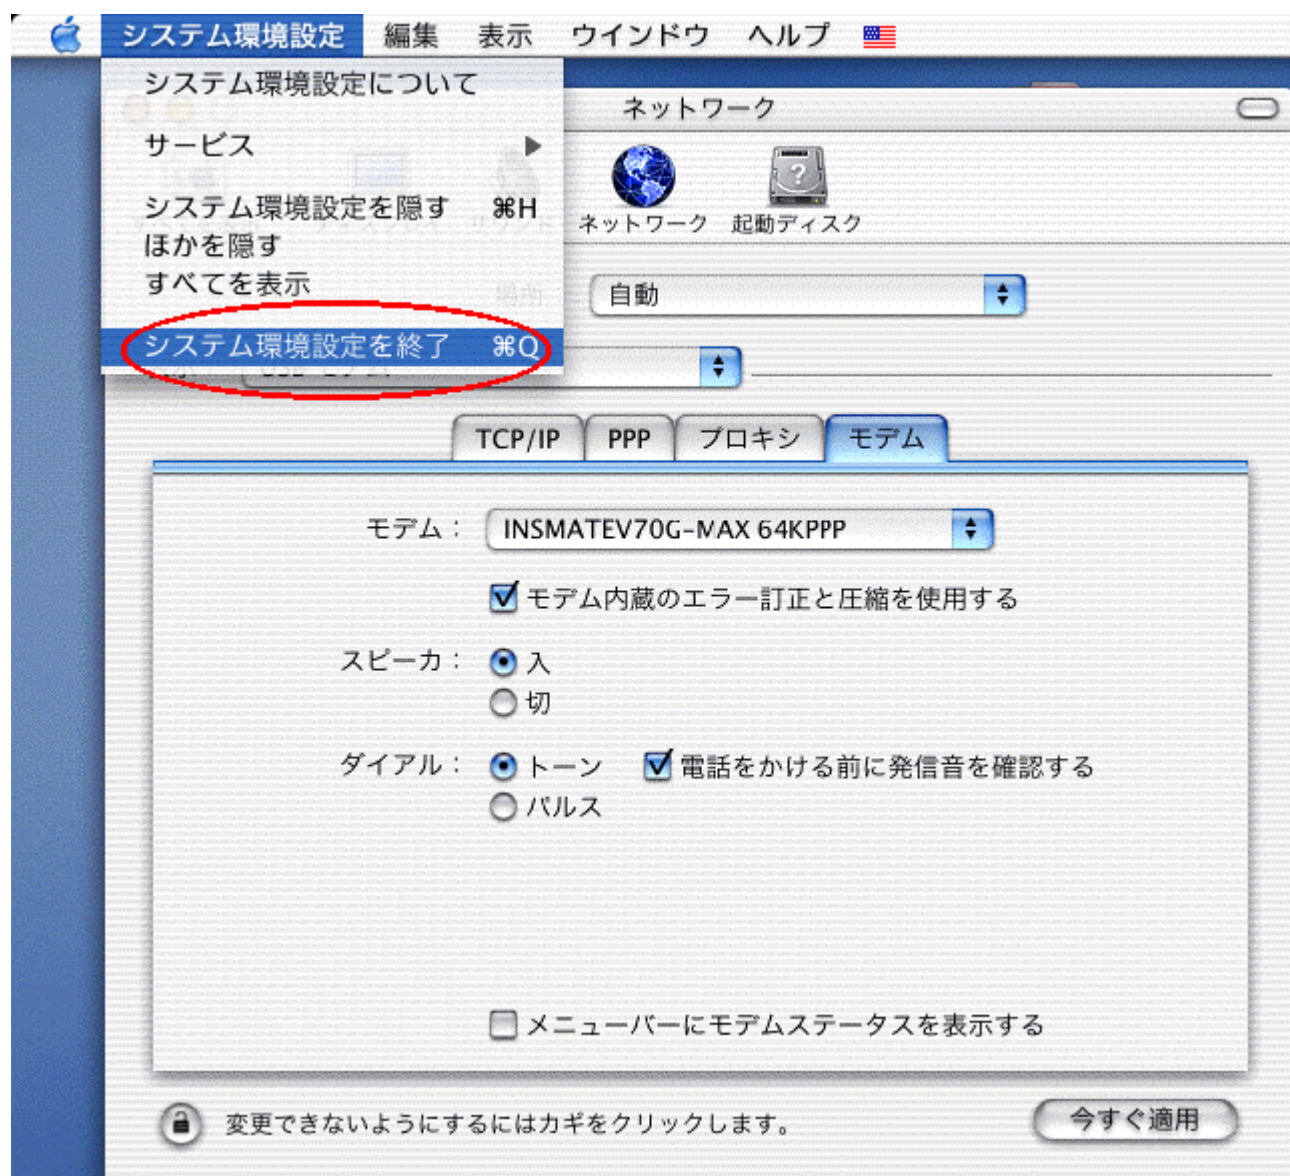 システム環境設定 編集 表示 ウインドウ ヘルプ
システム環境設定について
サービス
システム環境設定を隠す ⌘H
ほかを隠す
すべてを表示
システム環境設定を終了 ⌘Q
ネットワーク
ネットワーク 起動ディスク
場所
自動
TCP/IP PPP プロキシ モデム
モデム： INSMATEV70G-MAX 64KPPP
モデム内蔵のエラー訂正と圧縮を使用する
スピーカ： 入
切
ダイアル： トーン 電話をかける前に発信音を確認する
パルス
メニューバーにモデムステータスを表示する
変更できないようにするにはカギをクリックします。 今すぐ適用